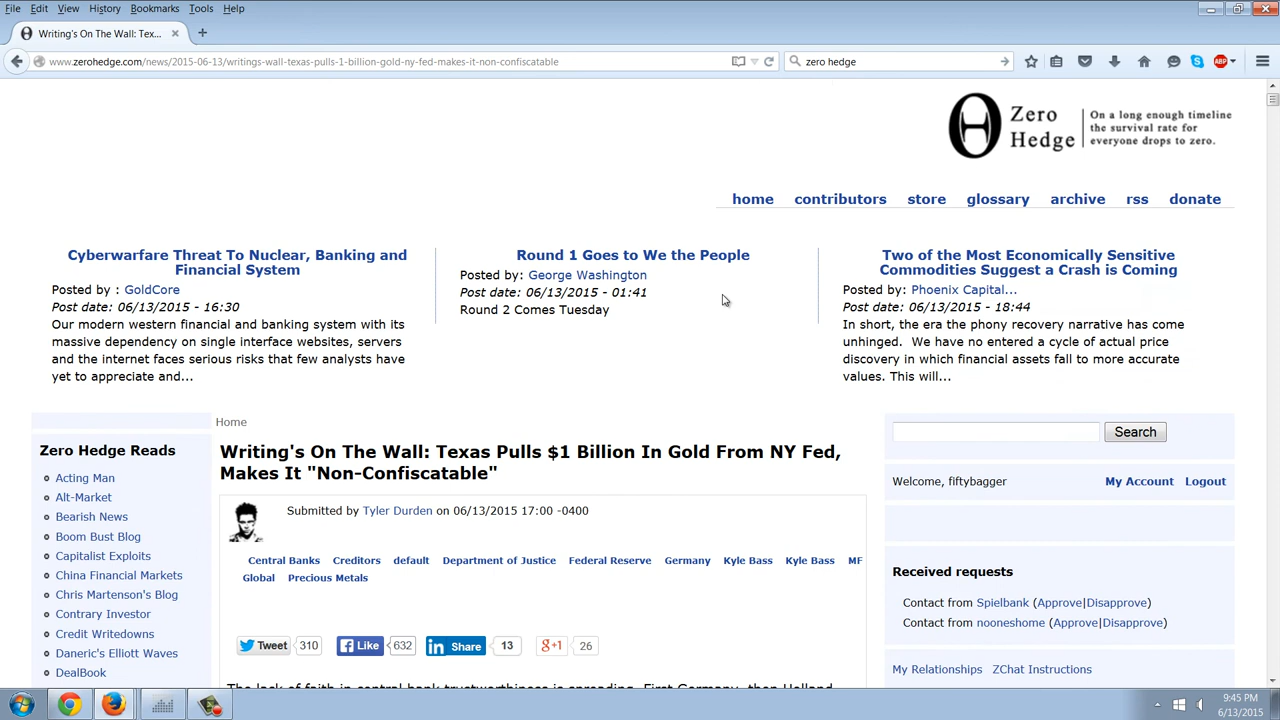 File Edit View History Bookmarks Tools Help
Writing's On The Wall: Tex...
www.zerohedge.com/news/2015-06-13/writings-wall-texas-pulls-1-billion-gold-ny-fed-makes-it-non-confiscatable
zero hedge
ABP
Zero
Hedge
On a long enough timeline
the survival rate for
everyone drops to zero.
home contributors store glossary archive rss donate
Cyberwarfare Threat To Nuclear, Banking and
Financial System
Posted by : GoldCore
Post date: 06/13/2015 - 16:30
Our modern western financial and banking system with its
massive dependency on single interface websites, servers
and the internet faces serious risks that few analysts have
yet to appreciate and...
Round 1 Goes to We the People
Posted by: George Washington
Post date: 06/13/2015 - 01:41
Round 2 Comes Tuesday
Two of the Most Economically Sensitive
Commodities Suggest a Crash is Coming
Posted by: Phoenix Capital...
Post date: 06/13/2015 - 18:44
In short, the era the phony recovery narrative has come
unhinged.  We have no entered a cycle of actual price
discovery in which financial assets fall to more accurate
values. This will...
Zero Hedge Reads
Acting Man
Alt-Market
Bearish News
Boom Bust Blog
Capitalist Exploits
China Financial Markets
Chris Martenson's Blog
Contrary Investor
Credit Writedowns
Daneric's Elliott Waves
DealBook
Home
Writing's On The Wall: Texas Pulls $1 Billion In Gold From NY Fed,
Makes It "Non-Confiscatable"
Submitted by Tyler Durden on 06/13/2015 17:00 -0400
Central Banks Creditors default Department of Justice Federal Reserve Germany Kyle Bass Kyle Bass MF
Global Precious Metals
Tweet 310 Like 632 Share 13 g+1 26
The lack of faith in central bank trustworthiness is spreading. First Germany, then Holland
Search
Welcome, fiftybagger My Account Logout
Received requests
Contact from Spielbank (Approve|Disapprove)
Contact from nooneshome (Approve|Disapprove)
My Relationships ZChat Instructions
9:45 PM
6/13/2015